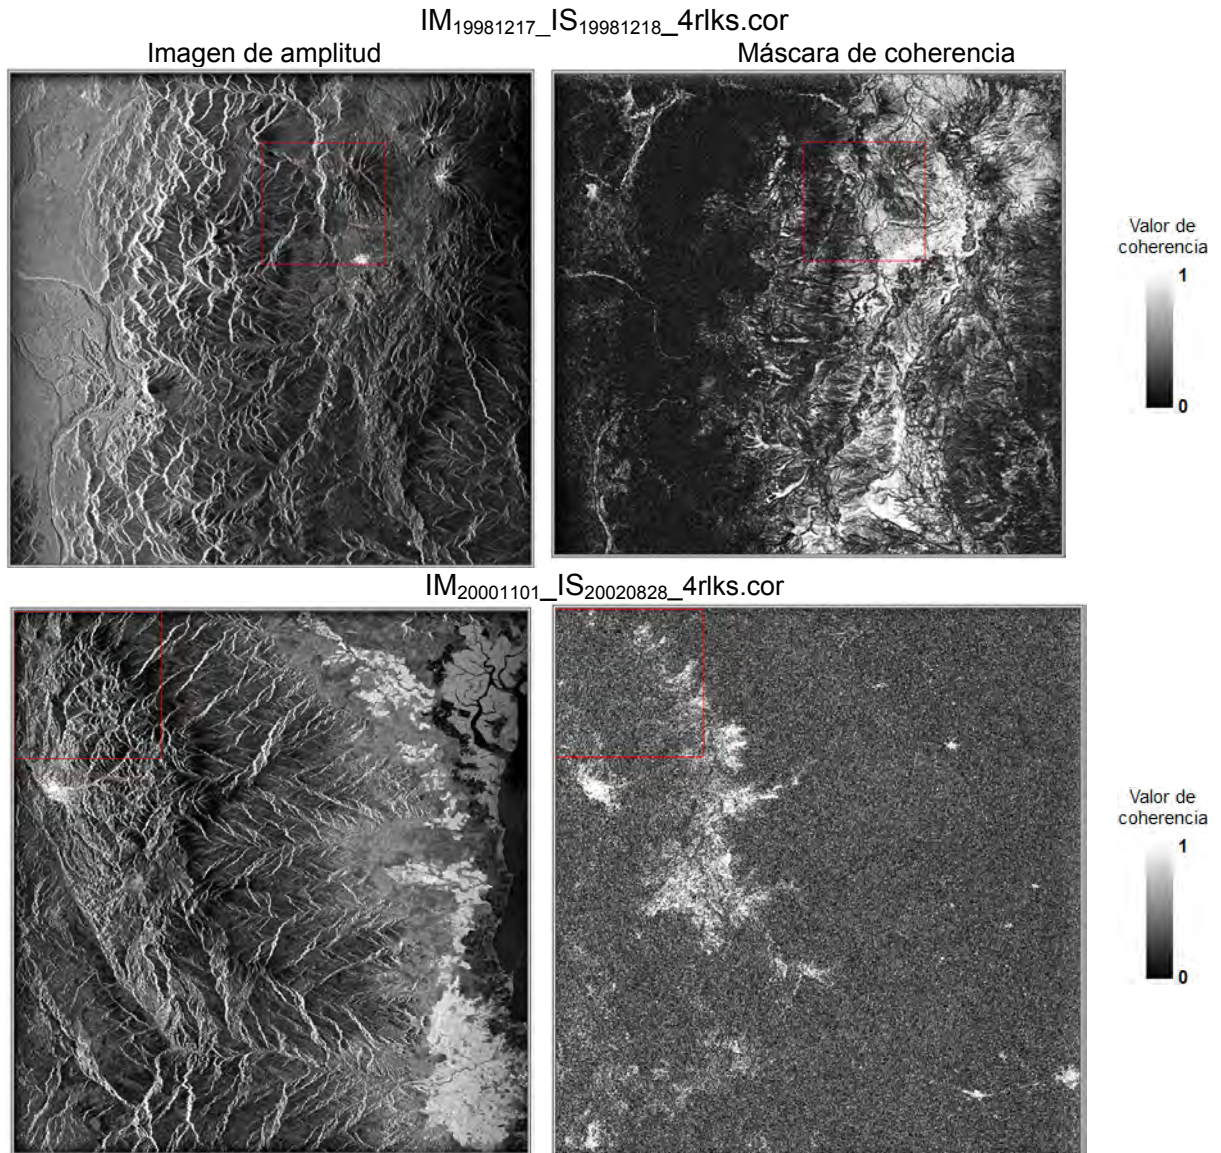 IM19981217_IS19981218_4rlks.cor
Imagen de amplitud
Máscara de coherencia
Valor de
coherencia
1
0
IM20001101_IS20020828_4rlks.cor
Valor de
coherencia
1
0